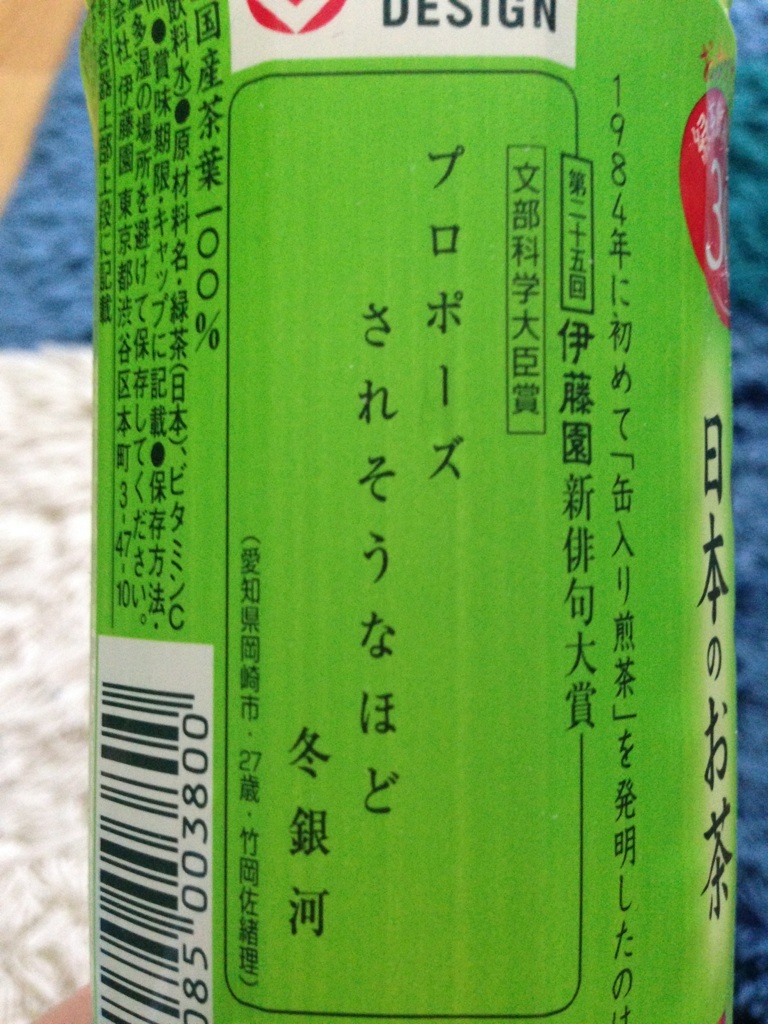 DESIGN
日本のお茶
1984年に初めて「缶入り煎茶」を発明したのは
第二十五回
伊藤園新俳句大賞
文部科学大臣賞
プロポーズ
されそうなほど
冬銀河
(愛知県岡崎市・27歳・竹岡佐緒理)
国産茶葉一〇〇%
飲料水)●原材料名・緑茶(日本)、ビタミンC
●賞味期限・キャップに記載●保存方法・
多湿の場所を避けて保存してください。
会社 伊藤園 東京都渋谷区本町3-47-10
容器上部上段に記載
085 003800
3